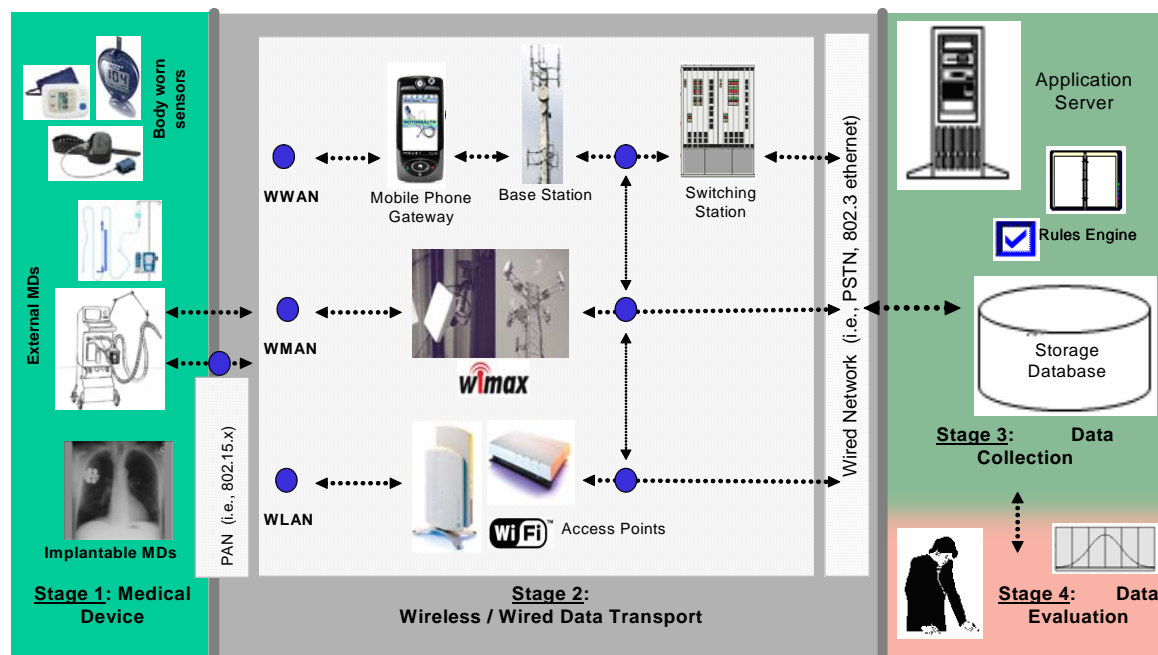 Body worn
sensors
External MDs
Implantable MDs
Stage 1: Medical
Device
PAN (i.e., 802.15.x)
WWAN
Mobile Phone
Gateway
Base Station
Switching
Station
WMAN
wimax
WLAN
WiFi™
Access Points
Stage 2:
Wireless / Wired Data Transport
Wired Network (i.e., PSTN, 802.3 ethernet)
Application
Server
Rules Engine
Storage
Database
Stage 3: Data
Collection
Stage 4: Data
Evaluation
104